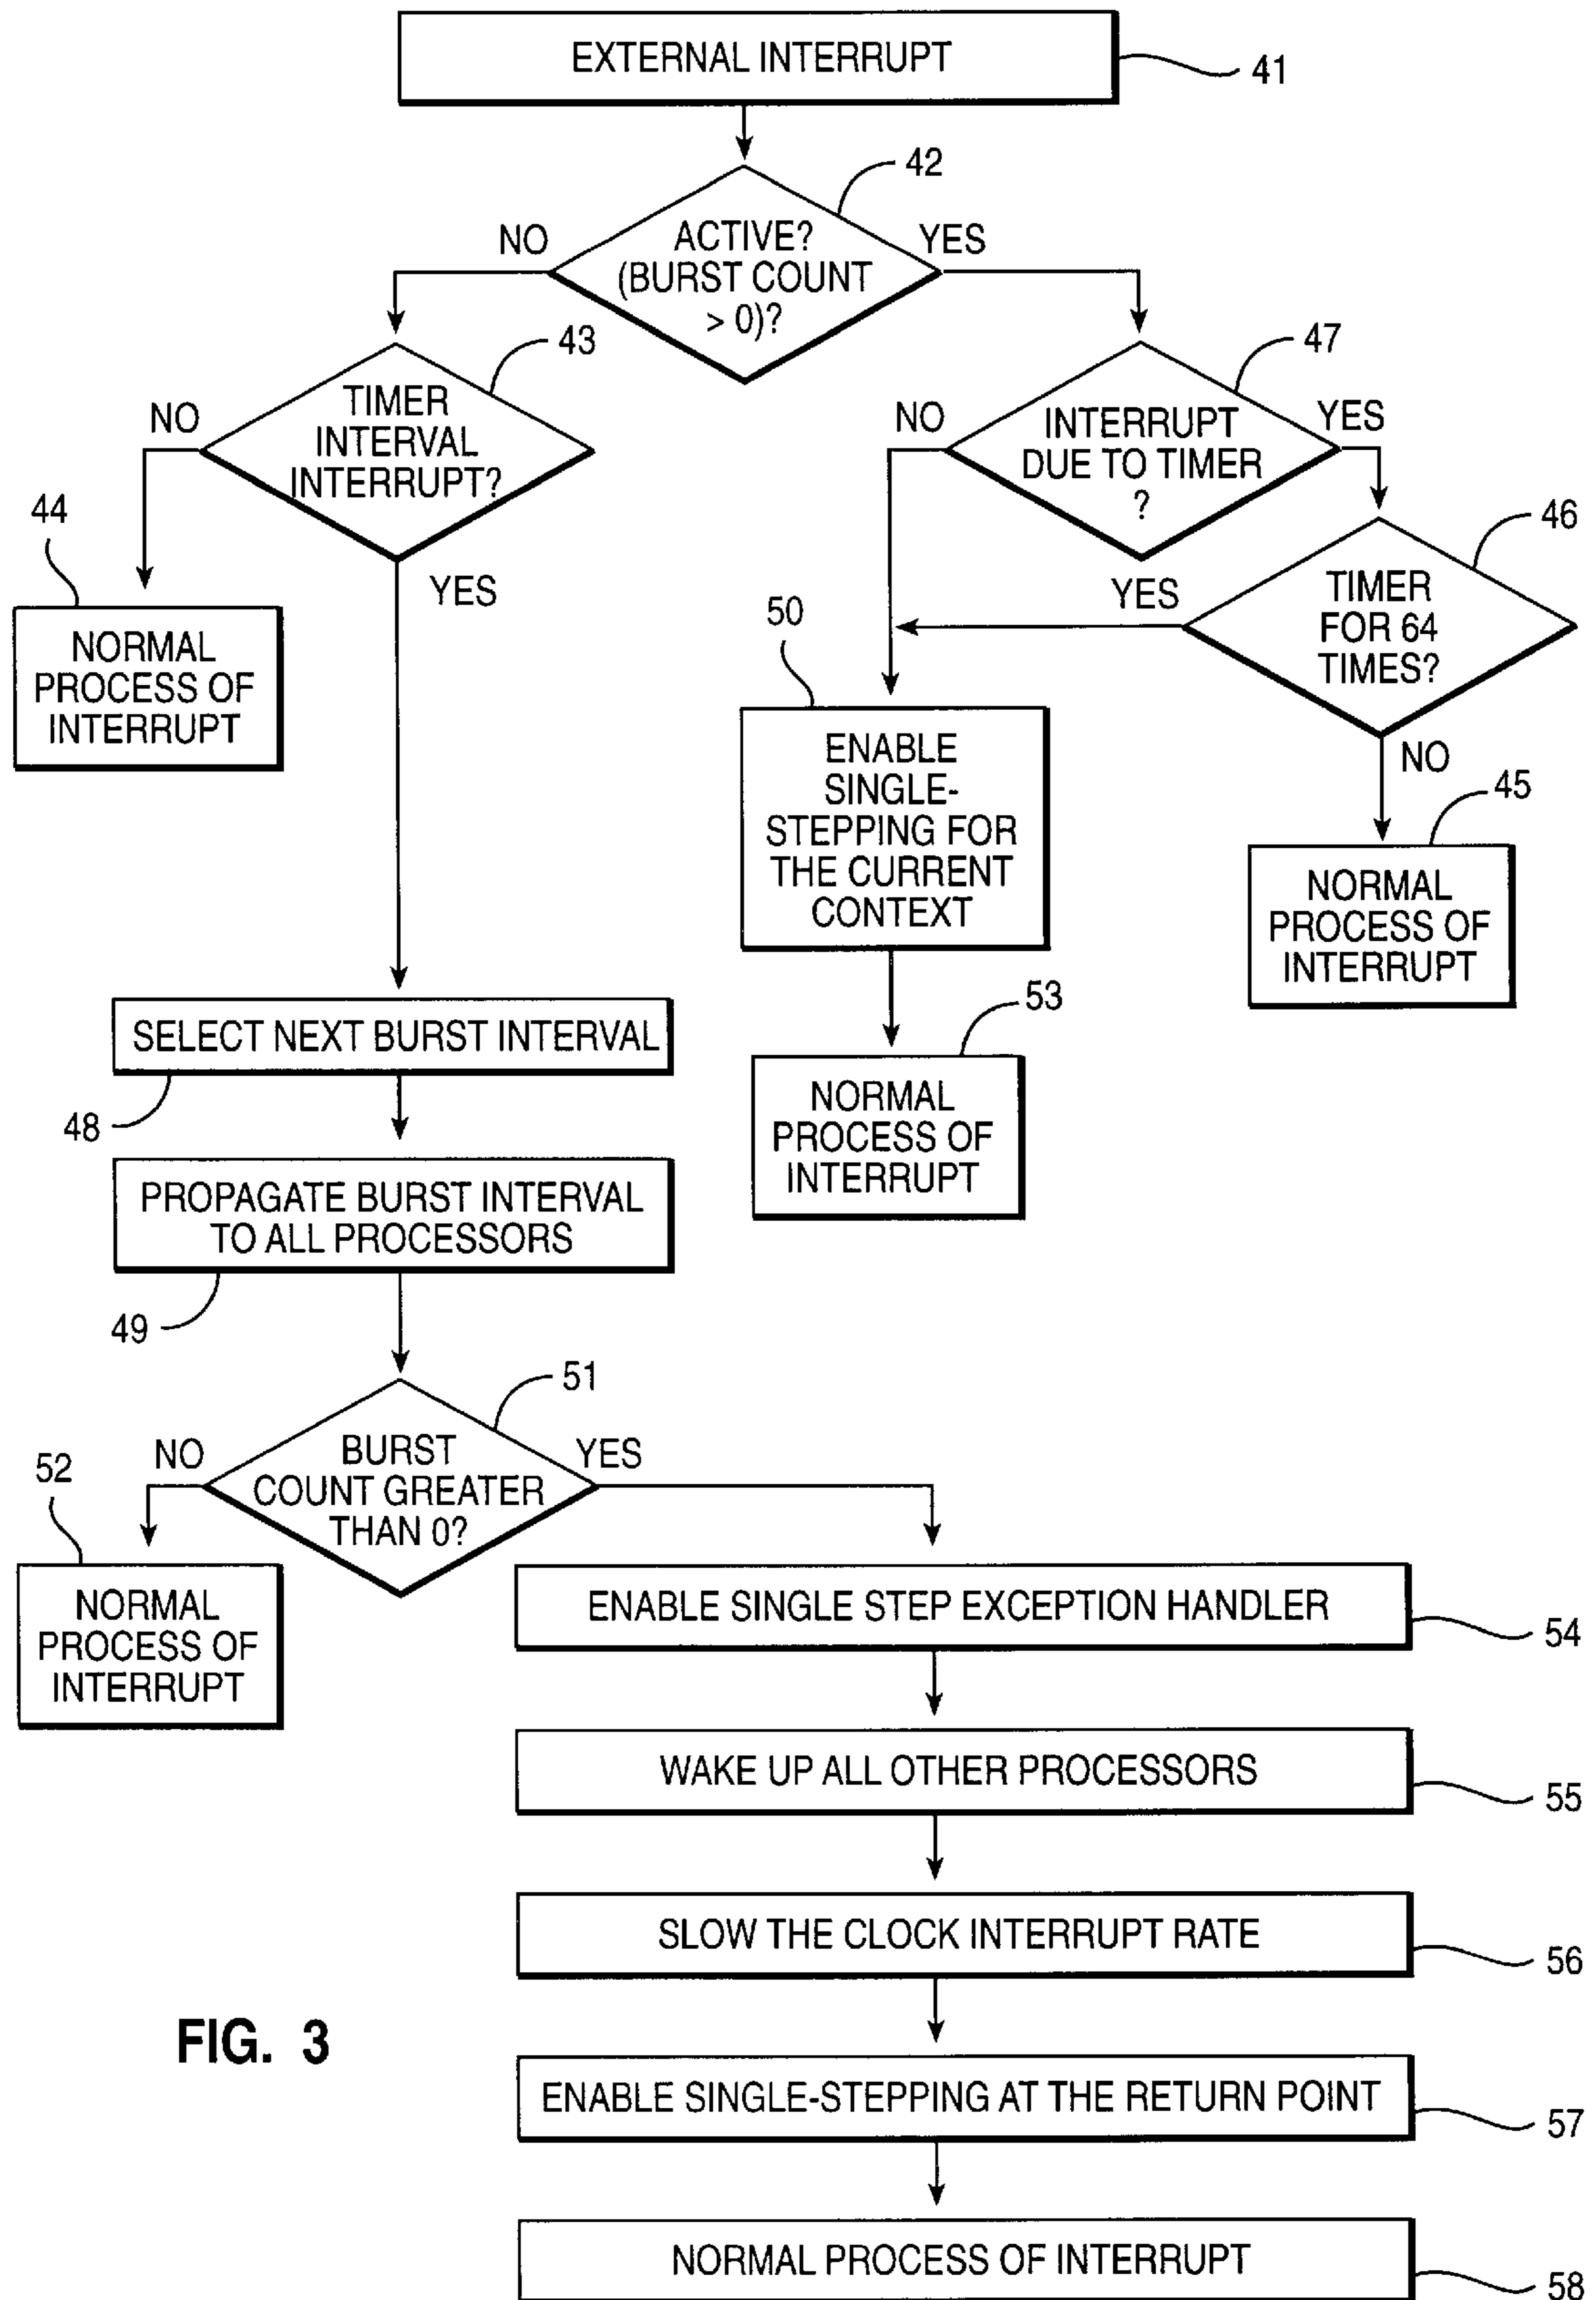 EXTERNAL INTERRUPT
41
42
ACTIVE?
(BURST COUNT
> 0)?
NO
YES
43
TIMER
INTERVAL
INTERRUPT?
NO
YES
47
INTERRUPT
DUE TO TIMER
?
NO
YES
44
NORMAL
PROCESS OF
INTERRUPT
46
TIMER
FOR 64
TIMES?
YES
NO
50
ENABLE
SINGLE-
STEPPING FOR
THE CURRENT
CONTEXT
45
NORMAL
PROCESS OF
INTERRUPT
SELECT NEXT BURST INTERVAL
48
53
NORMAL
PROCESS OF
INTERRUPT
PROPAGATE BURST INTERVAL
TO ALL PROCESSORS
49
51
BURST
COUNT GREATER
THAN 0?
NO
YES
52
NORMAL
PROCESS OF
INTERRUPT
ENABLE SINGLE STEP EXCEPTION HANDLER
54
WAKE UP ALL OTHER PROCESSORS
55
SLOW THE CLOCK INTERRUPT RATE
56
FIG. 3
ENABLE SINGLE-STEPPING AT THE RETURN POINT
57
NORMAL PROCESS OF INTERRUPT
58